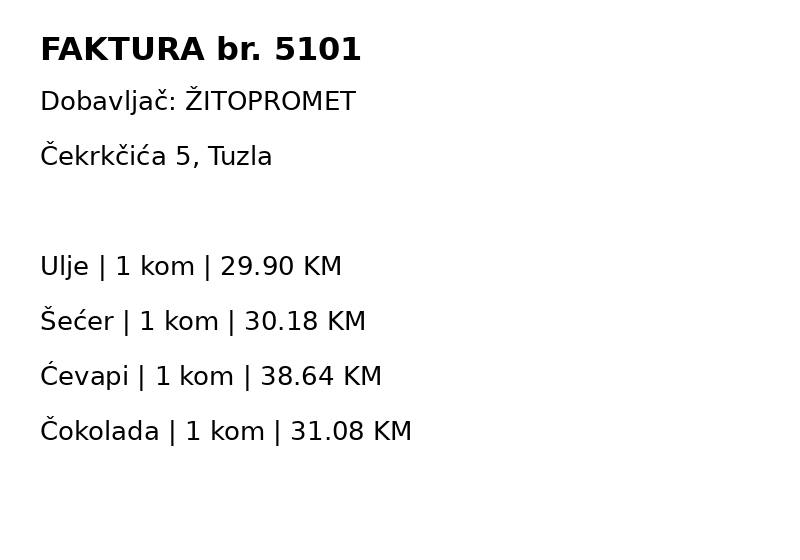 FAKTURA br. 5101
Dobavljač: ŽITOPROMET
Čekrkčića 5, Tuzla
Ulje | 1 kom | 29.90 KM
Šećer | 1 kom | 30.18 KM
Ćevapi | 1 kom | 38.64 KM
Čokolada | 1 kom | 31.08 KM